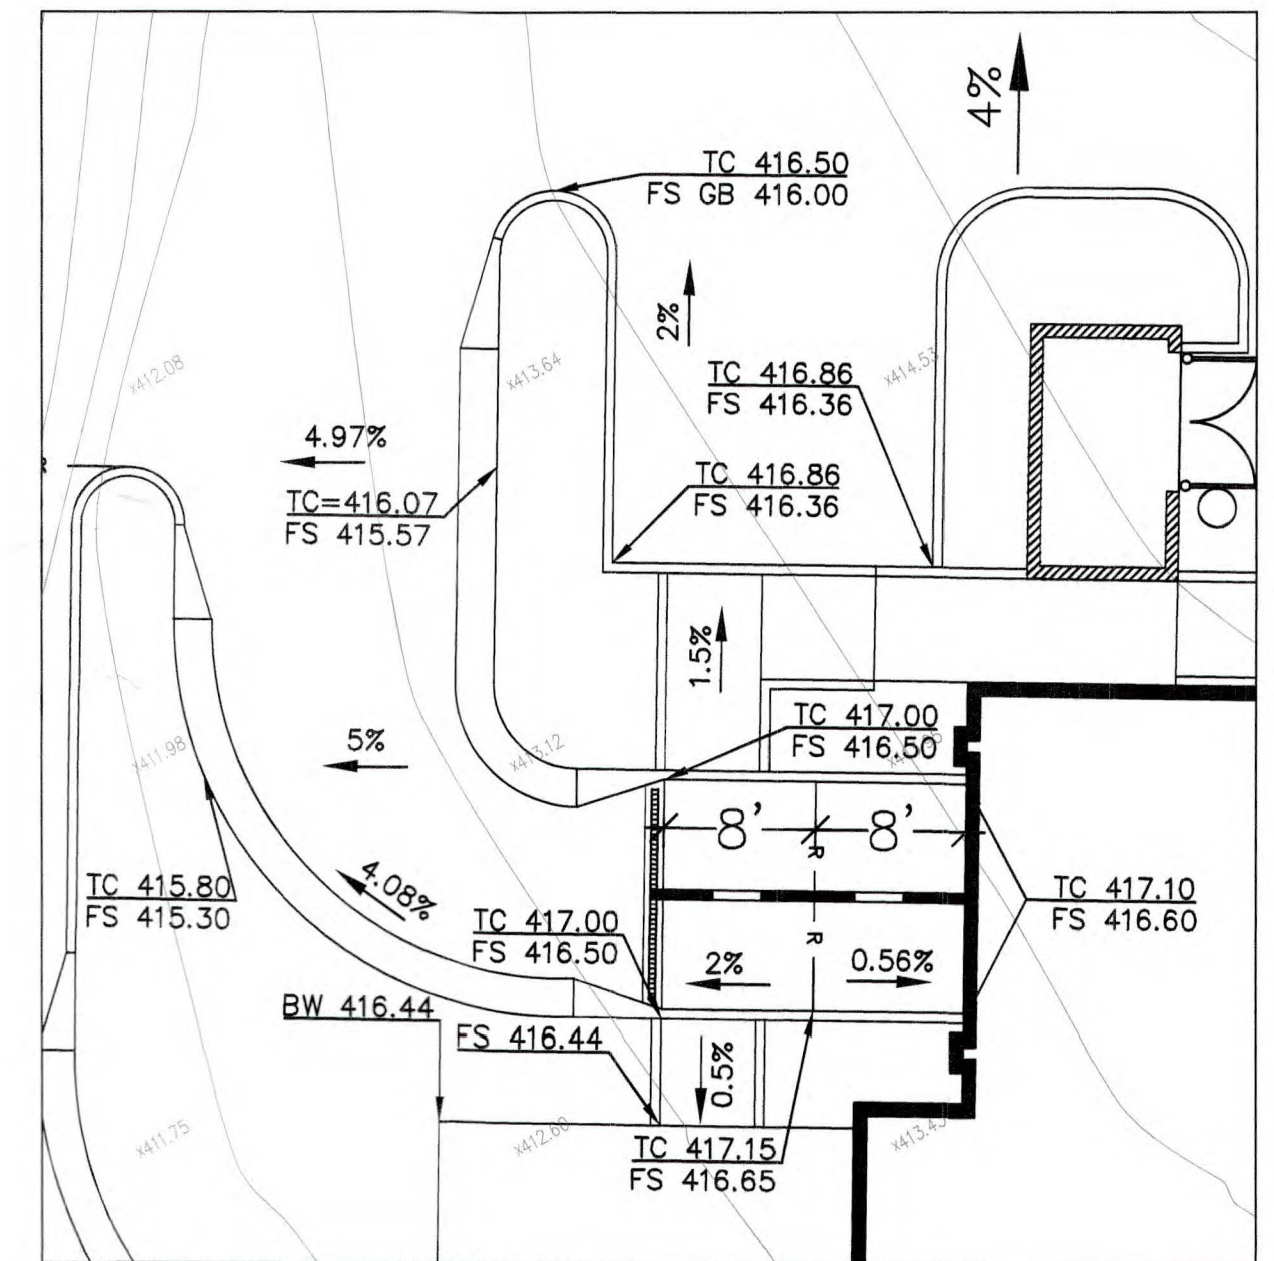 4%
TC 416.50
FS GB 416.00
2%
x412.08
x413.64
x414.53
TC 416.86
FS 416.36
4.97%
TC 416.86
FS 416.36
TC=416.07
FS 415.57
1.5%
TC 417.00
FS 416.50
5%
x411.98
x413.12
8'
8'
R
TC 415.80
FS 415.30
4.08%
TC 417.10
FS 416.60
TC 417.00
FS 416.50
R
2%
0.56%
BW 416.44
FS 416.44
0.5%
x411.75
x412.60
x413.45
TC 417.15
FS 416.65